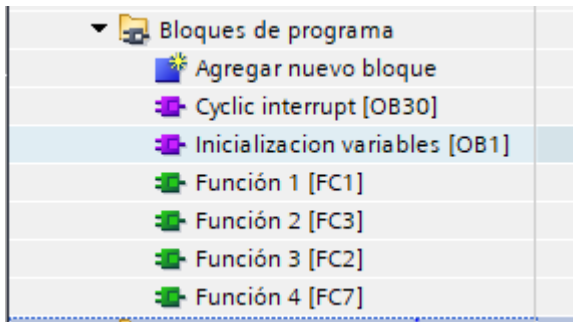 Bloques de programa
Agregar nuevo bloque
Cyclic interrupt [OB30]
Inicializacion variables [OB1]
Función 1 [FC1]
Función 2 [FC3]
Función 3 [FC2]
Función 4 [FC7]